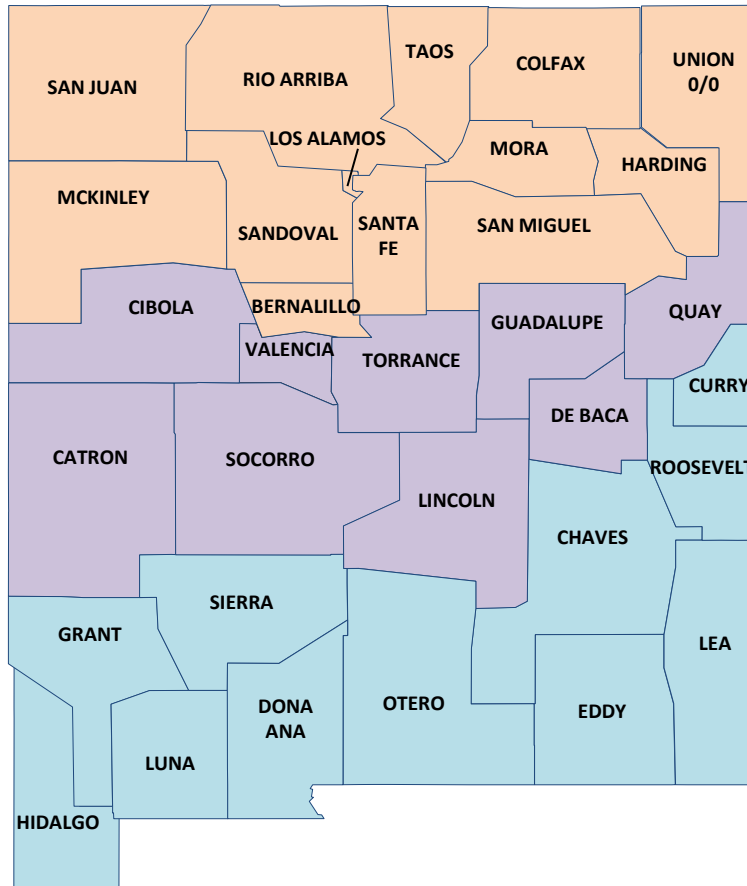 TAOS
SAN JUAN
RIO ARRIBA
COLFAX
UNION
0/0
LOS ALAMOS
MORA
HARDING
MCKINLEY
SANDOVAL
SANTA
FE
SAN MIGUEL
CIBOLA
BERNALILLO
GUADALUPE
QUAY
VALENCIA
TORRANCE
CURRY
DE BACA
CATRON
SOCORRO
ROOSEVELT
LINCOLN
CHAVES
SIERRA
GRANT
LEA
DONA
ANA
OTERO
EDDY
LUNA
HIDALGO